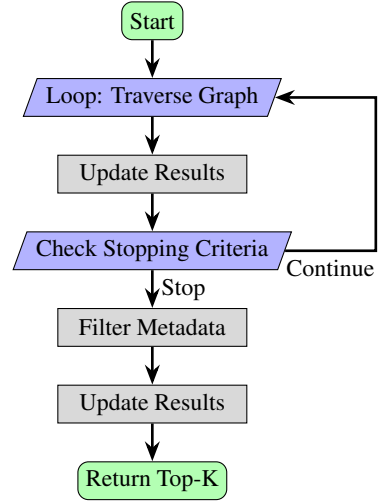 Start
Loop: Traverse Graph
Update Results
Check Stopping Criteria
Continue
Stop
Filter Metadata
Update Results
Return Top-K